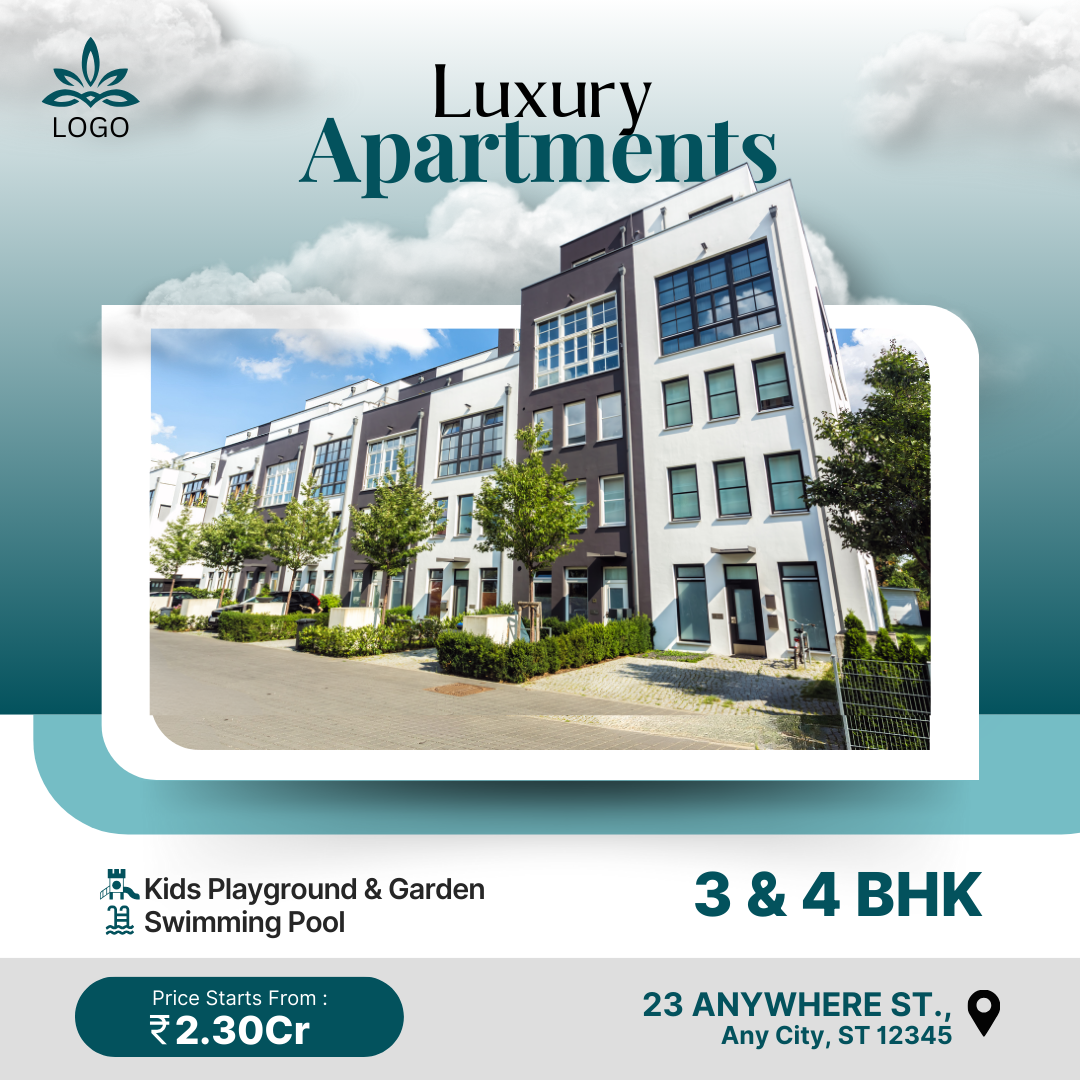 LOGO
Luxury
Apartments
Kids Playground & Garden
Swimming Pool
3 & 4 BHK
Price Starts From :
₹2.30Cr
23 ANYWHERE ST.,
Any City, ST 12345